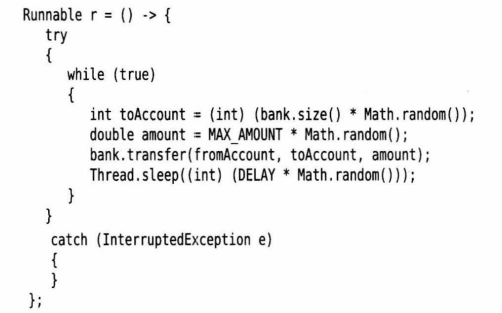 Runnable r = () -> {
   try
   {
      while (true)
      {
         int toAccount = (int) (bank.size() * Math.random());
         double amount = MAX_AMOUNT * Math.random();
         bank.transfer(fromAccount, toAccount, amount);
         Thread.sleep((int) (DELAY * Math.random()));
      }
   }
   catch (InterruptedException e)
   {
   }
};